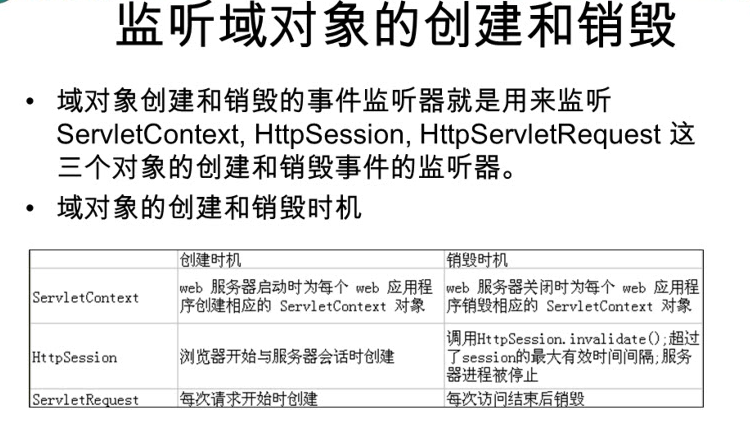 监听域对象的创建和销毁
• 域对象创建和销毁的事件监听器就是用来监听
ServletContext, HttpSession, HttpServletRequest 这
三个对象的创建和销毁事件的监听器。
• 域对象的创建和销毁时机
创建时机 销毁时机
ServletContext web 服务器启动时为每个 web 应用程
序创建相应的 ServletContext 对象 web 服务器关闭时为每个 web 应用程
序销毁相应的 ServletContext 对象
HttpSession 浏览器开始与服务器会话时创建 调用HttpSession.invalidate();超过
了session的最大有效时间间隔;服务
器进程被停止
ServletRequest 每次请求开始时创建 每次访问结束后销毁